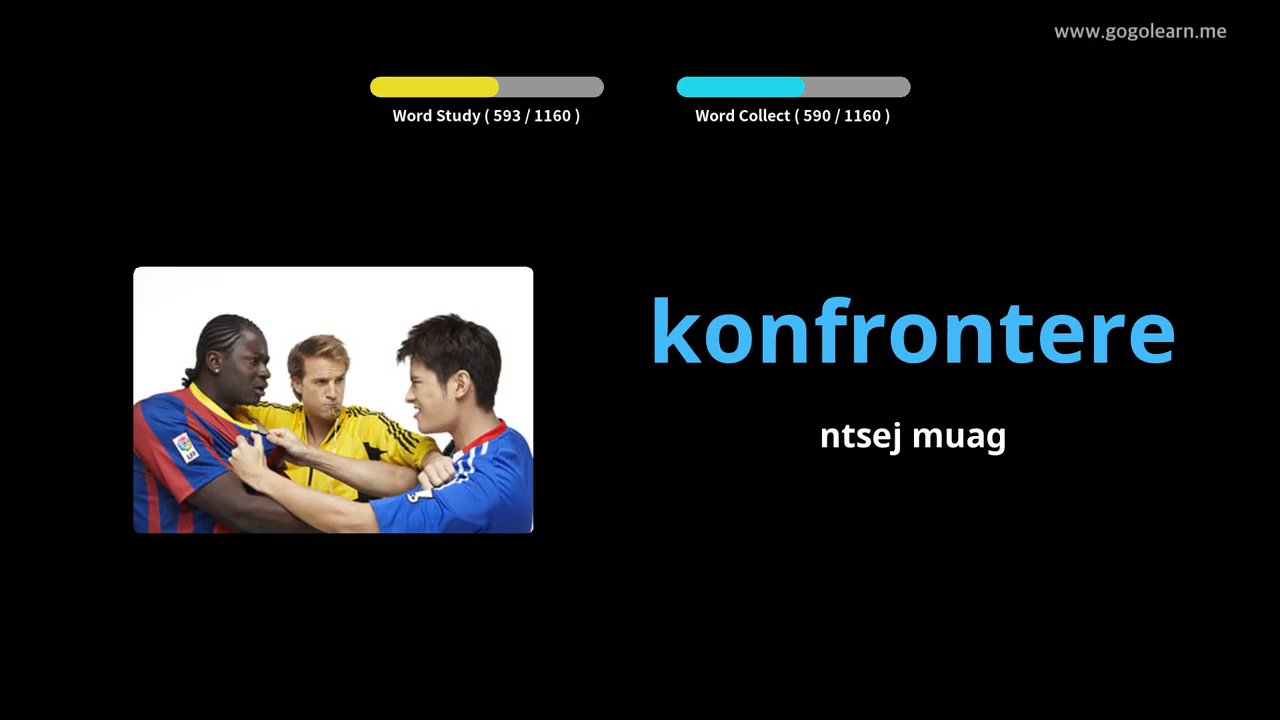 www.gogolearn.me
Word Study ( 593 / 1160 )
Word Collect ( 590 / 1160 )
konfrontere
ntsej muag